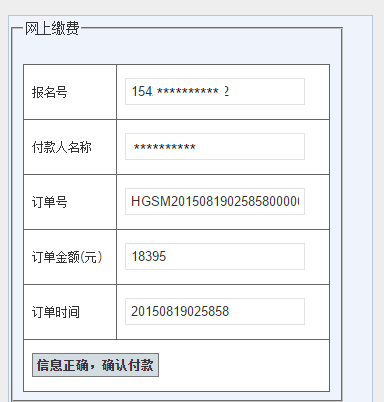 网上缴费
报名号 154 ********** 2
付款人名称 **********
订单号 HGSM20150819025858000
订单金额(元) 18395
订单时间 20150819025858
信息正确，确认付款